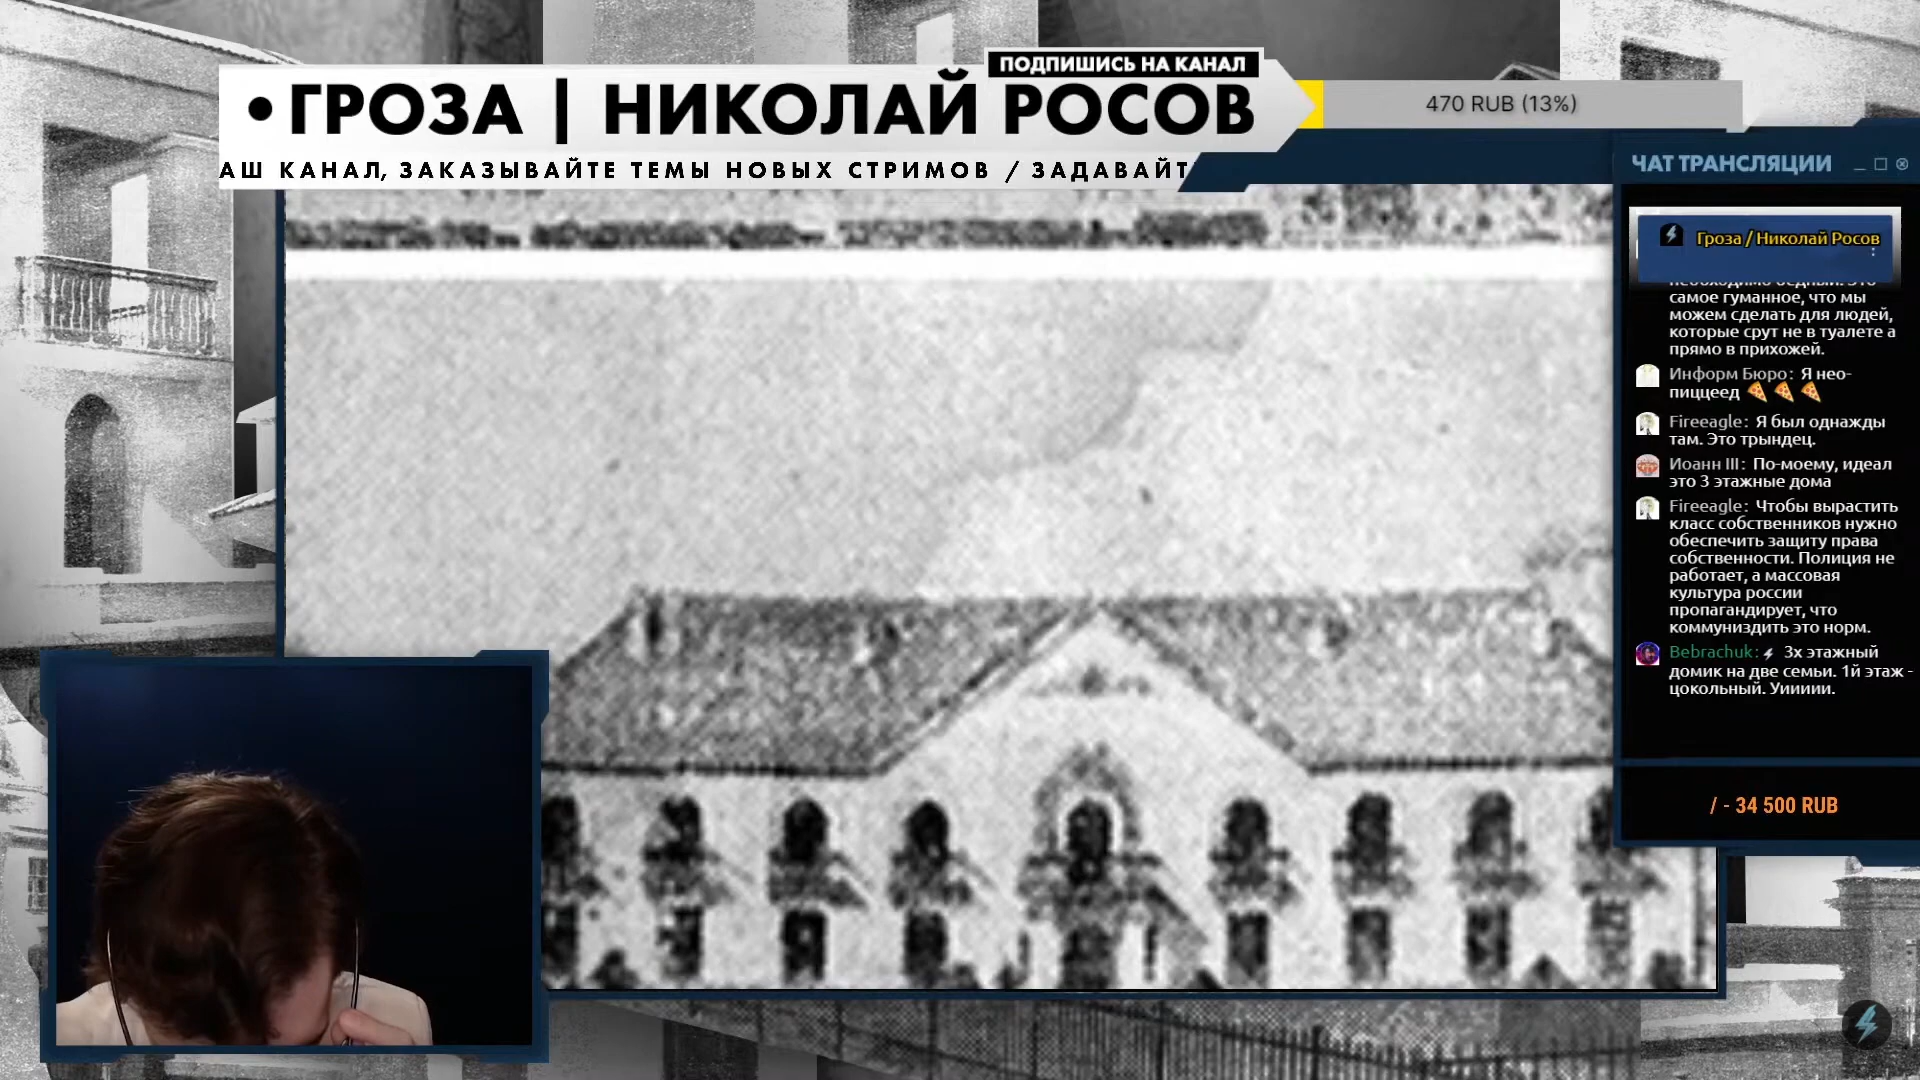 ПОДПИШИСЬ НА КАНАЛ
• ГРОЗА | НИКОЛАЙ РОСОВ
470 RUB (13%)
АШ КАНАЛ, ЗАКАЗЫВАЙТЕ ТЕМЫ НОВЫХ СТРИМОВ / ЗАДАВАЙТ
ЧАТ ТРАНСЛЯЦИИ
Гроза / Николай Росов
самое гуманное, что мы
можем сделать для людей,
которые срут не в туалете а
прямо в прихожей.
Информ Бюро: Я нео-
пиццеед 🍕 🍕 🍕
Fireeagle: Я был однажды
там. Это трындец.
Иоанн III: По-моему, идеал
это 3 этажные дома
Fireeagle: Чтобы вырастить
класс собственников нужно
обеспечить защиту права
собственности. Полиция не
работает, а массовая
культура россии
пропагандирует, что
коммуниздить это норм.
Bebrachuk: ⚡ 3х этажный
домик на две семьи. 1й этаж -
цокольный. Уиииии.
/ - 34 500 RUB